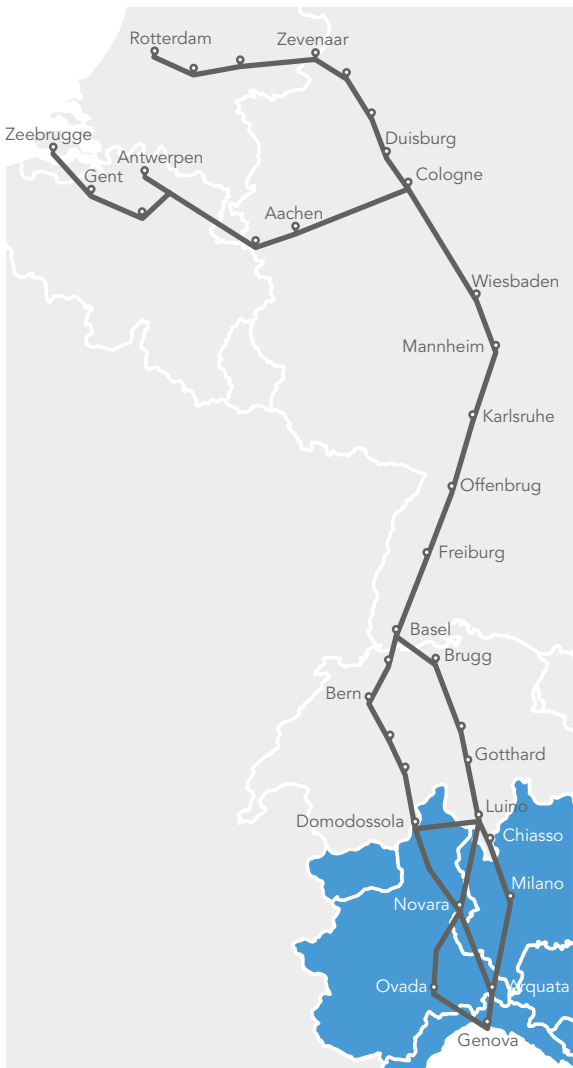 Rotterdam
Zevenaar
Zeebrugge
Duisburg
Antwerpen
Gent
Cologne
Aachen
Wiesbaden
Mannheim
Karlsruhe
Offenbrug
Freiburg
Basel
Brugg
Bern
Gotthard
Luino
Domodossola
Chiasso
Milano
Novara
Ovada
Arquata
Genova